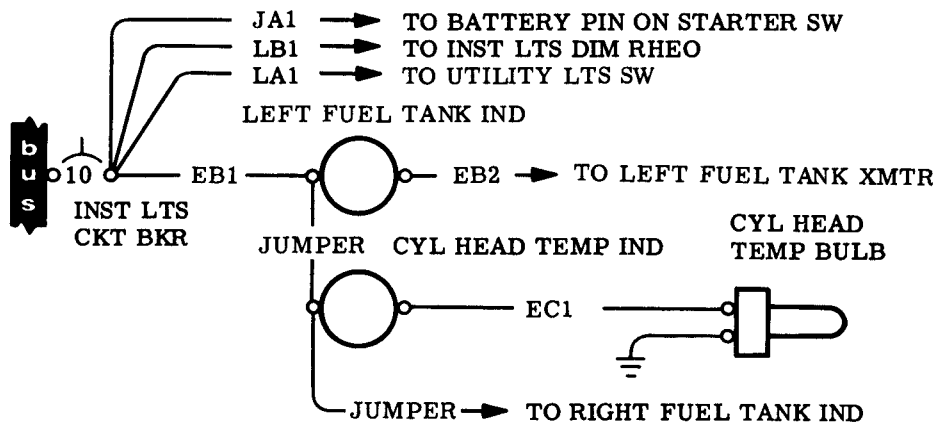 JA1 TO BATTERY PIN ON STARTER SW
LB1 TO INST LTS DIM RHEO
LA1 TO UTILITY LTS SW
LEFT FUEL TANK IND
bus
10
EB1
EB2
TO LEFT FUEL TANK XMTR
INST LTS
CKT BKR
JUMPER
CYL HEAD TEMP IND
CYL HEAD
TEMP BULB
EC1
JUMPER
TO RIGHT FUEL TANK IND